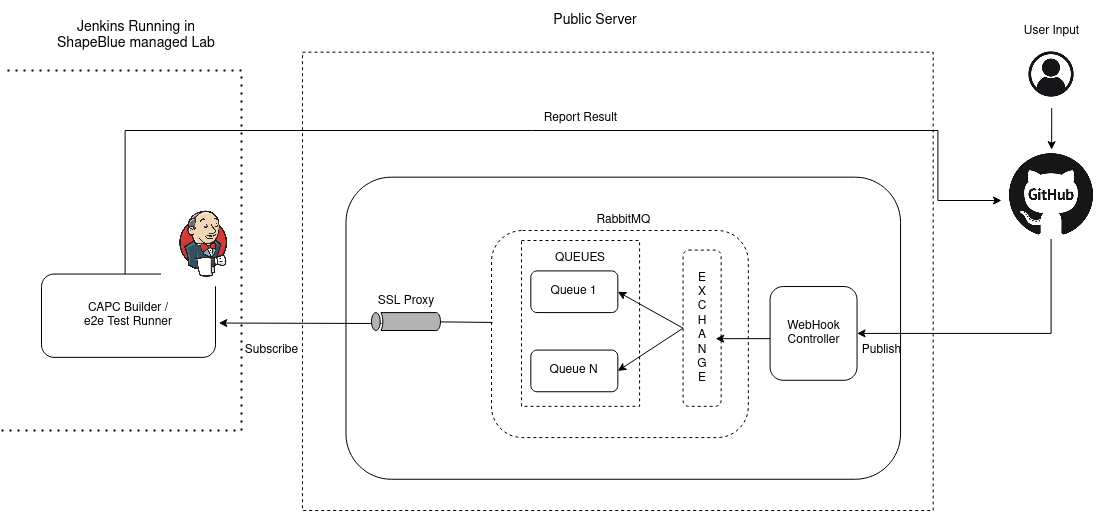 Jenkins Running in
ShapeBlue managed Lab
Public Server
User Input
Report Result
GitHub
RabbitMQ
QUEUES
Queue 1
Queue N
E
X
C
H
A
N
G
E
SSL Proxy
CAPC Builder /
e2e Test Runner
WebHook
Controller
Subscribe
Publish